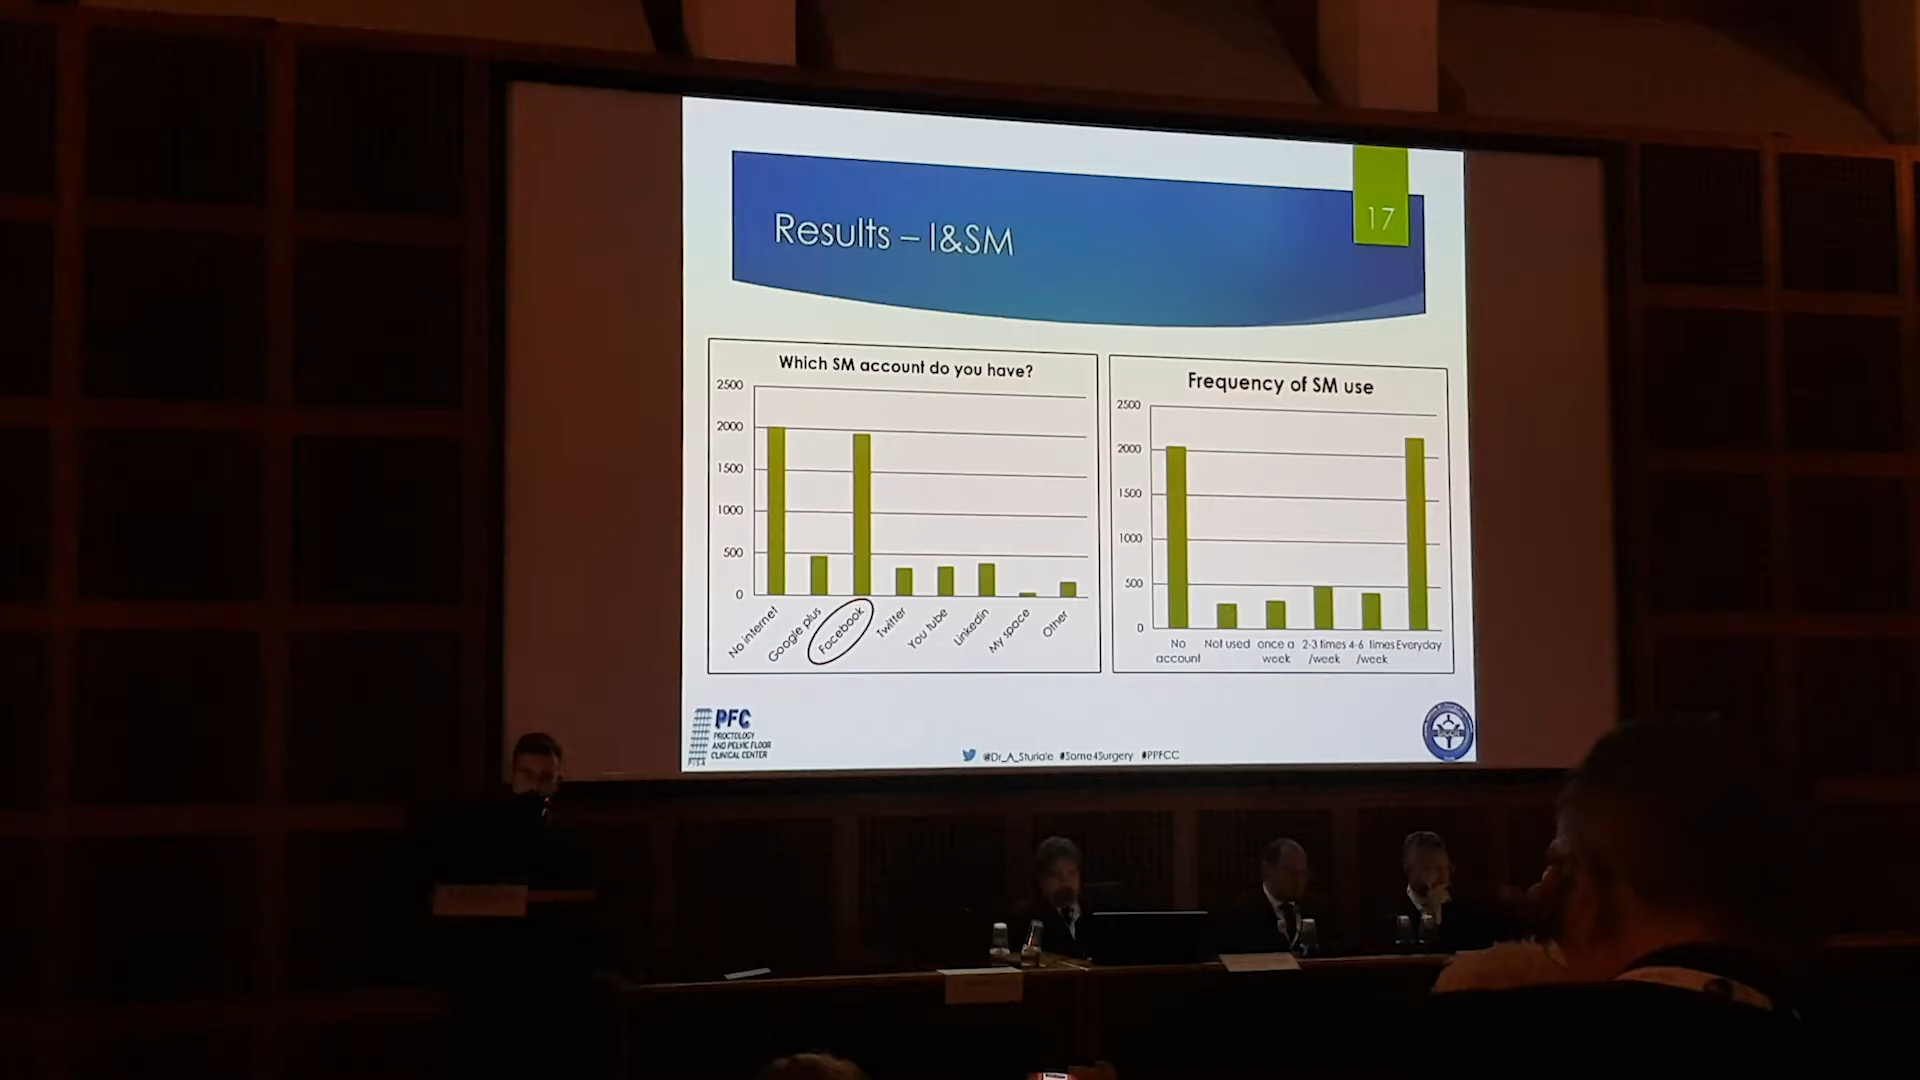 17
Results – I&SM
Which SM account do you have?
2500
2000
1500
1000
500
0
No internet
Google plus
Facebook
Twitter
You tube
Linkedin
My space
Other
Frequency of SM use
2500
2000
1500
1000
500
0
No account
Not used
once a week
2-3 times /week
4-6 times /week
Everyday
PFC
PROCTOLOGY
AND PELVIC FLOOR
CLINICAL CENTER
PISA
@Dr_A_Sturiale #Some4Surgery #PPFCC